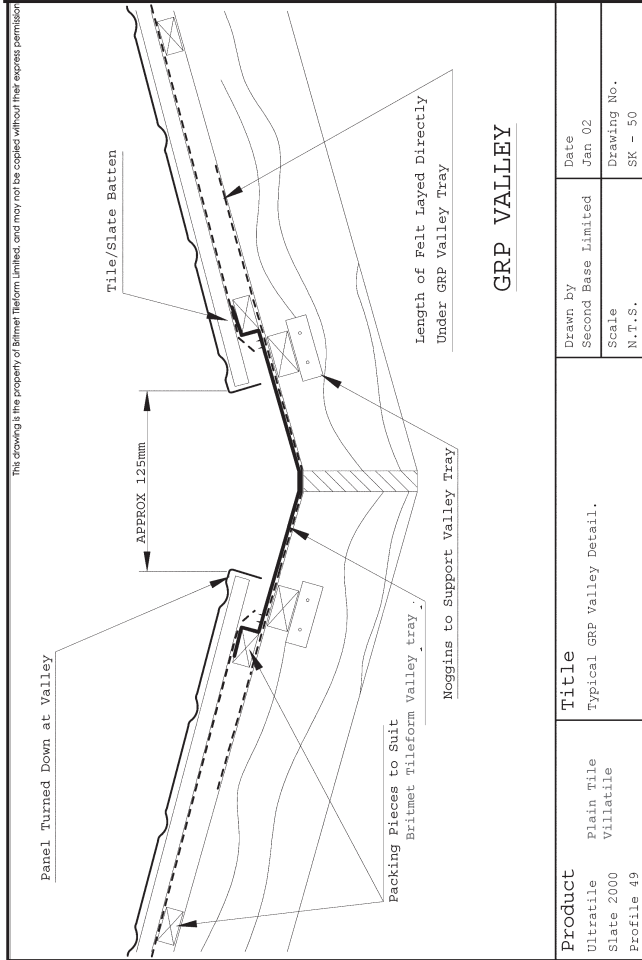 This drawing is the property of Britmet Tileform Limited, and may not be copied without their express permission
Panel Turned Down at Valley
APPROX 125mm
Tile/Slate Batten
Packing Pieces to Suit
Britmet Tileform Valley tray.
Noggins to Support Valley Tray
Length of Felt Layed Directly
Under GRP Valley Tray
GRP VALLEY
Product
Ultratile Plain Tile
Slate 2000 Villatile
Profile 49
Title
Typical GRP Valley Detail.
Drawn by
Second Base Limited
Date
Jan 02
Scale
N.T.S.
Drawing No.
SK - 50